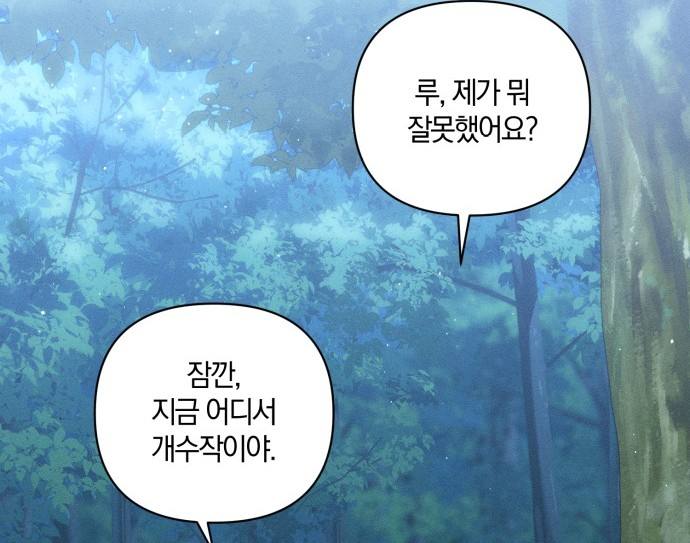 루, 제가 뭐
잘못했어요?
잠깐,
지금 어디서
개수작이야.